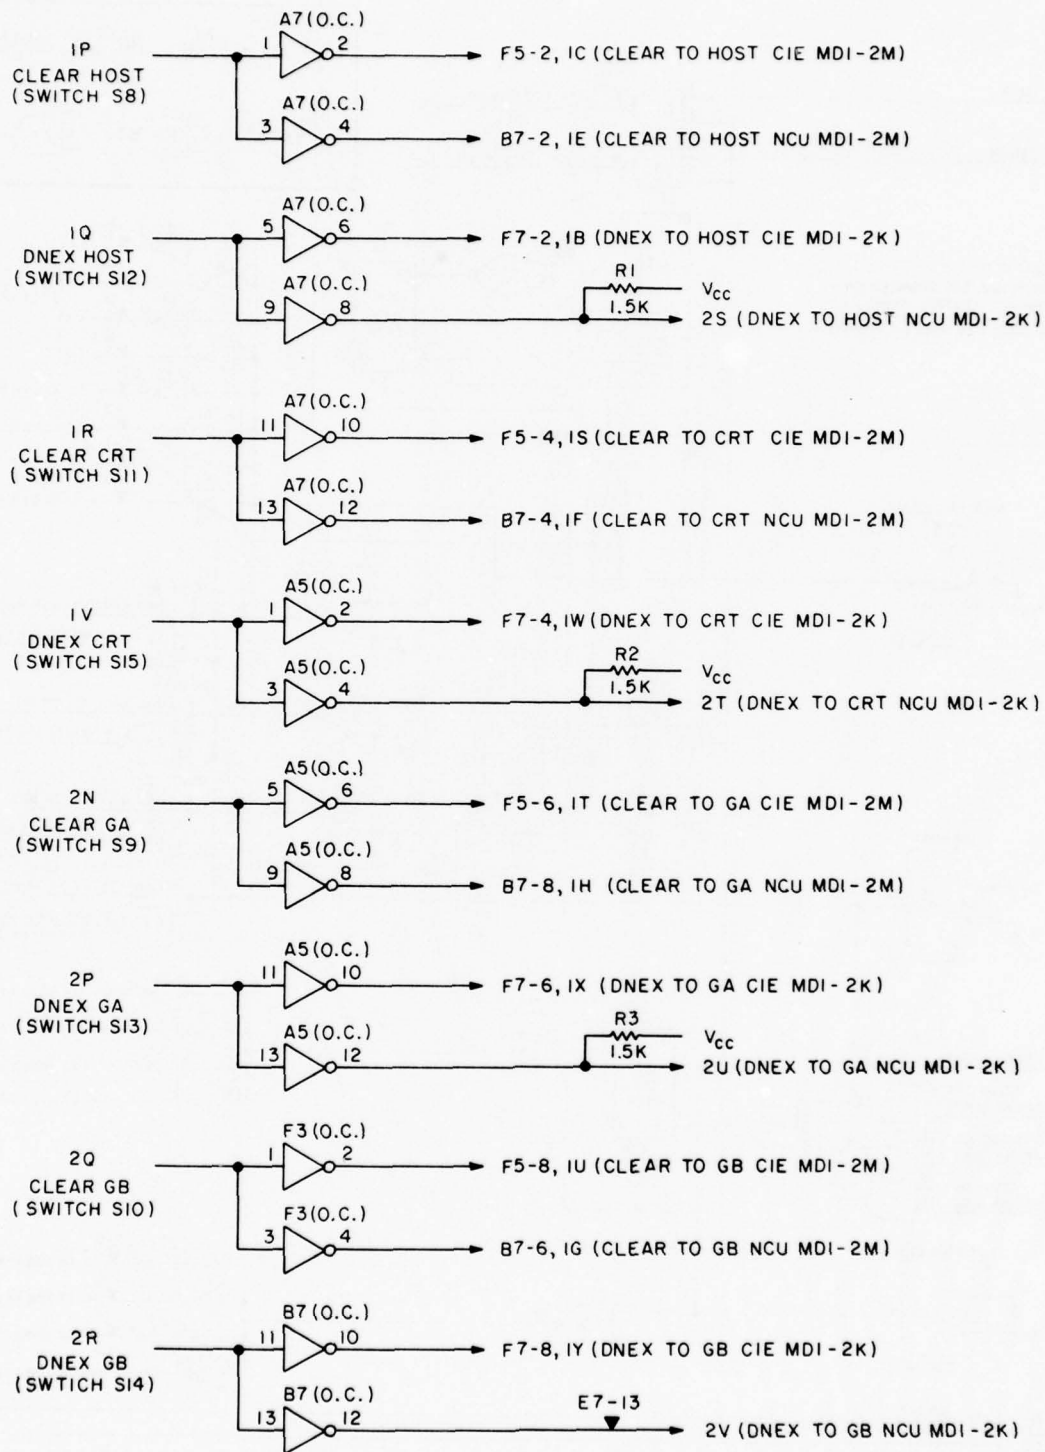 A7(O.C.)
1P
CLEAR HOST
(SWITCH S8)
1 2
F5-2, 1C (CLEAR TO HOST CIE MDI-2M)
A7(O.C.)
3 4
B7-2, 1E (CLEAR TO HOST NCU MDI-2M)
A7(O.C.)
1Q
DNEX HOST
(SWITCH S12)
5 6
F7-2, 1B (DNEX TO HOST CIE MDI-2K)
A7(O.C.)
9 8
R1
1.5K
VCC
2S (DNEX TO HOST NCU MDI-2K)
A7(O.C.)
1R
CLEAR CRT
(SWITCH S11)
11 10
F5-4, 1S (CLEAR TO CRT CIE MDI-2M)
A7(O.C.)
13 12
B7-4, 1F (CLEAR TO CRT NCU MDI-2M)
A5(O.C.)
1V
DNEX CRT
(SWITCH S15)
1 2
F7-4, 1W (DNEX TO CRT CIE MDI-2K)
A5(O.C.)
3 4
R2
1.5K
VCC
2T (DNEX TO CRT NCU MDI-2K)
A5(O.C.)
2N
CLEAR GA
(SWITCH S9)
5 6
F5-6, 1T (CLEAR TO GA CIE MDI-2M)
A5(O.C.)
9 8
B7-8, 1H (CLEAR TO GA NCU MDI-2M)
A5(O.C.)
2P
DNEX GA
(SWITCH S13)
11 10
F7-6, 1X (DNEX TO GA CIE MDI-2K)
A5(O.C.)
13 12
R3
1.5K
VCC
2U (DNEX TO GA NCU MDI-2K)
F3(O.C.)
2Q
CLEAR GB
(SWITCH S10)
1 2
F5-8, 1U (CLEAR TO GB CIE MDI-2M)
F3(O.C.)
3 4
B7-6, 1G (CLEAR TO GB NCU MDI-2M)
B7(O.C.)
2R
DNEX GB
(SWTICH S14)
11 10
F7-8, 1Y (DNEX TO GB CIE MDI-2K)
B7(O.C.)
13 12
E7-13
2V (DNEX TO GB NCU MDI-2K)